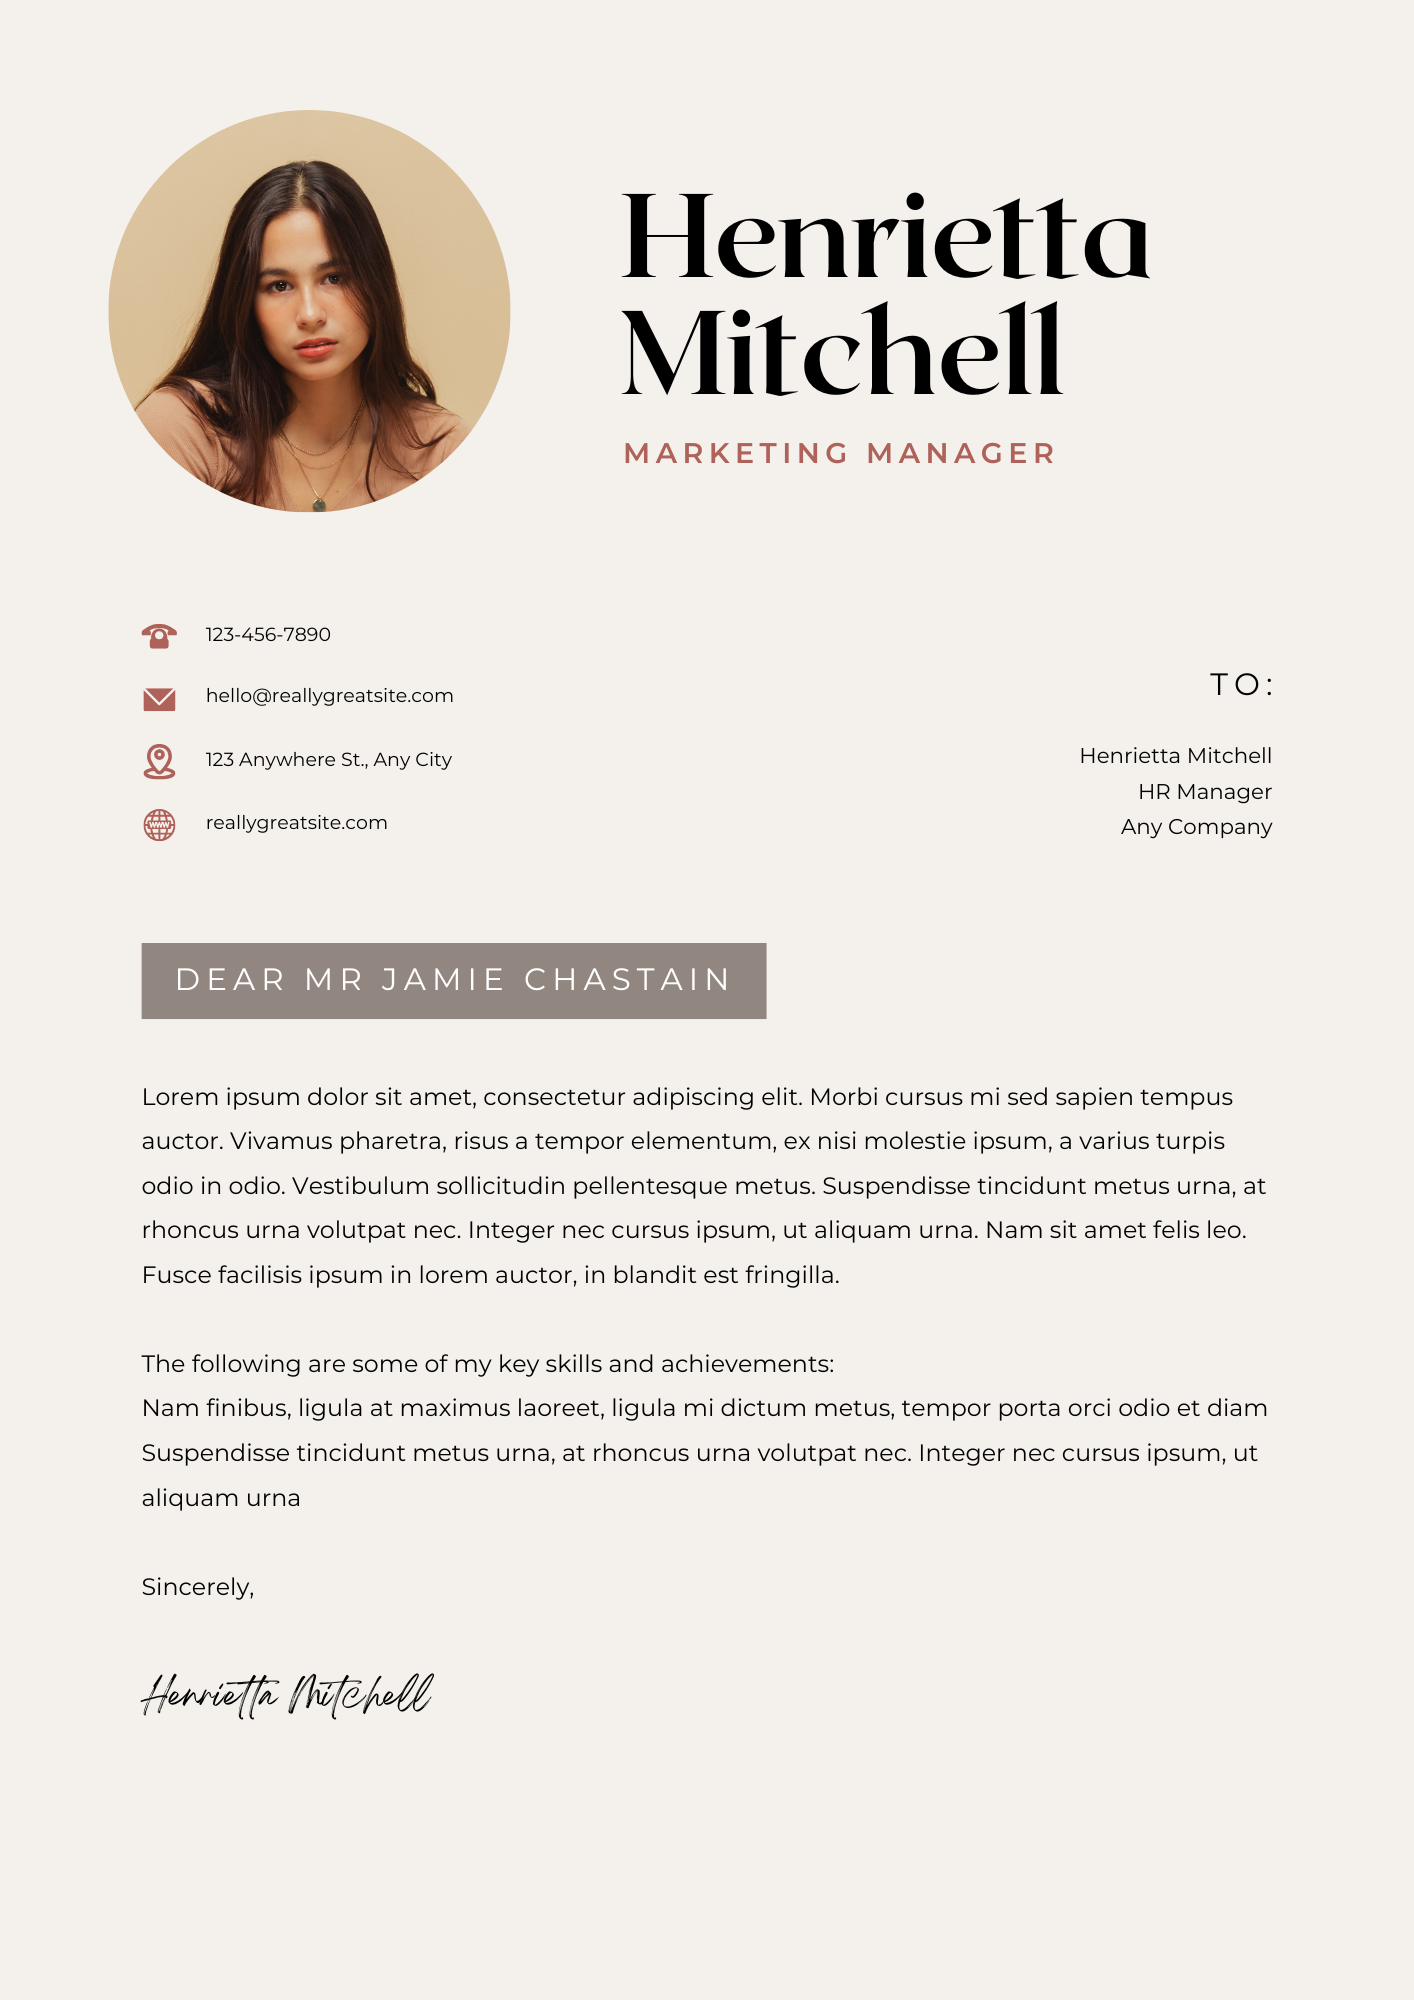 Henrietta
Mitchell
MARKETING MANAGER
123-456-7890
hello@reallygreatsite.com
123 Anywhere St., Any City
reallygreatsite.com
TO:
Henrietta Mitchell
HR Manager
Any Company
DEAR MR JAMIE CHASTAIN
Lorem ipsum dolor sit amet, consectetur adipiscing elit. Morbi cursus mi sed sapien tempus
auctor. Vivamus pharetra, risus a tempor elementum, ex nisi molestie ipsum, a varius turpis
odio in odio. Vestibulum sollicitudin pellentesque metus. Suspendisse tincidunt metus urna, at
rhoncus urna volutpat nec. Integer nec cursus ipsum, ut aliquam urna. Nam sit amet felis leo.
Fusce facilisis ipsum in lorem auctor, in blandit est fringilla.
The following are some of my key skills and achievements:
Nam finibus, ligula at maximus laoreet, ligula mi dictum metus, tempor porta orci odio et diam
Suspendisse tincidunt metus urna, at rhoncus urna volutpat nec. Integer nec cursus ipsum, ut
aliquam urna
Sincerely,
Henrietta Mitchell